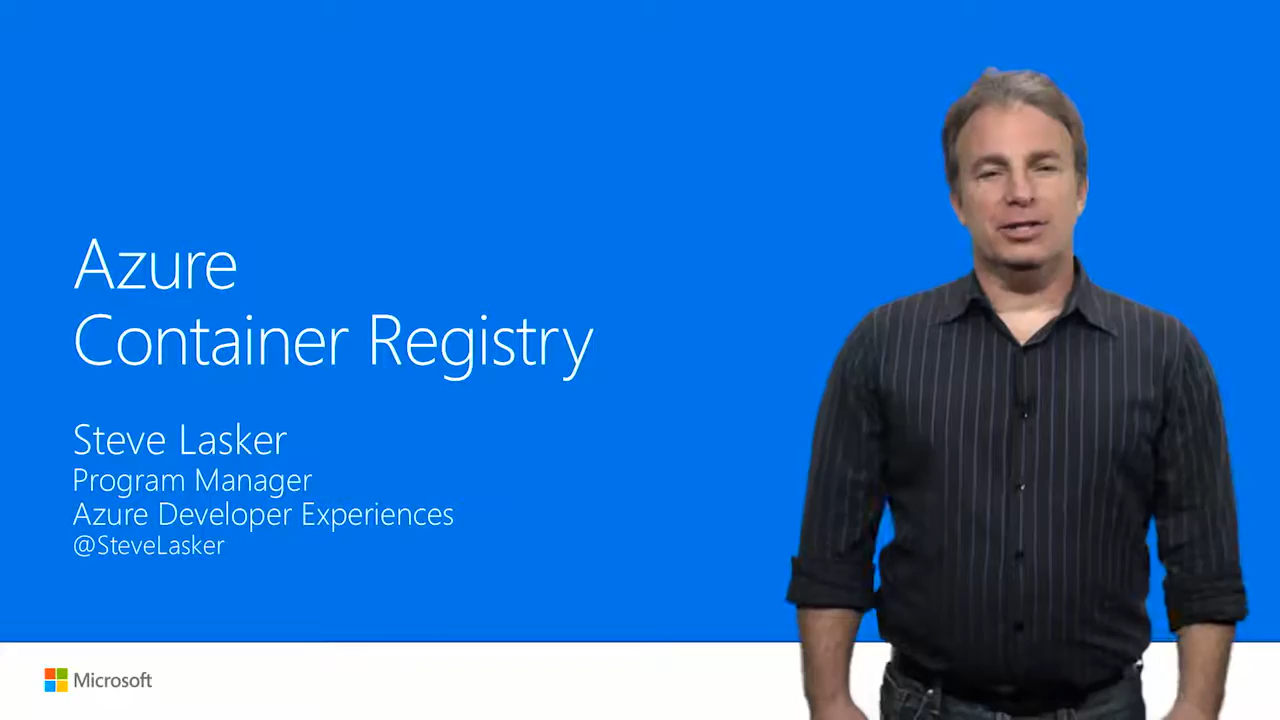 Azure
Container Registry
Steve Lasker
Program Manager
Azure Developer Experiences
@SteveLasker
Microsoft